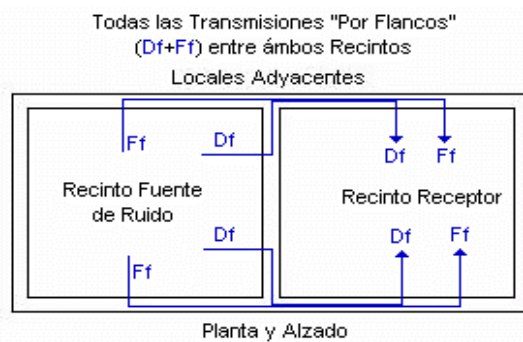 Todas las Transmisiones "Por Flancos"
(Df+Ff) entre ámbos Recintos
Locales Adyacentes
Ff Df
Df Ff
Recinto Fuente
de Ruido
Recinto Receptor
Df
Df Ff
Ff
Planta y Alzado